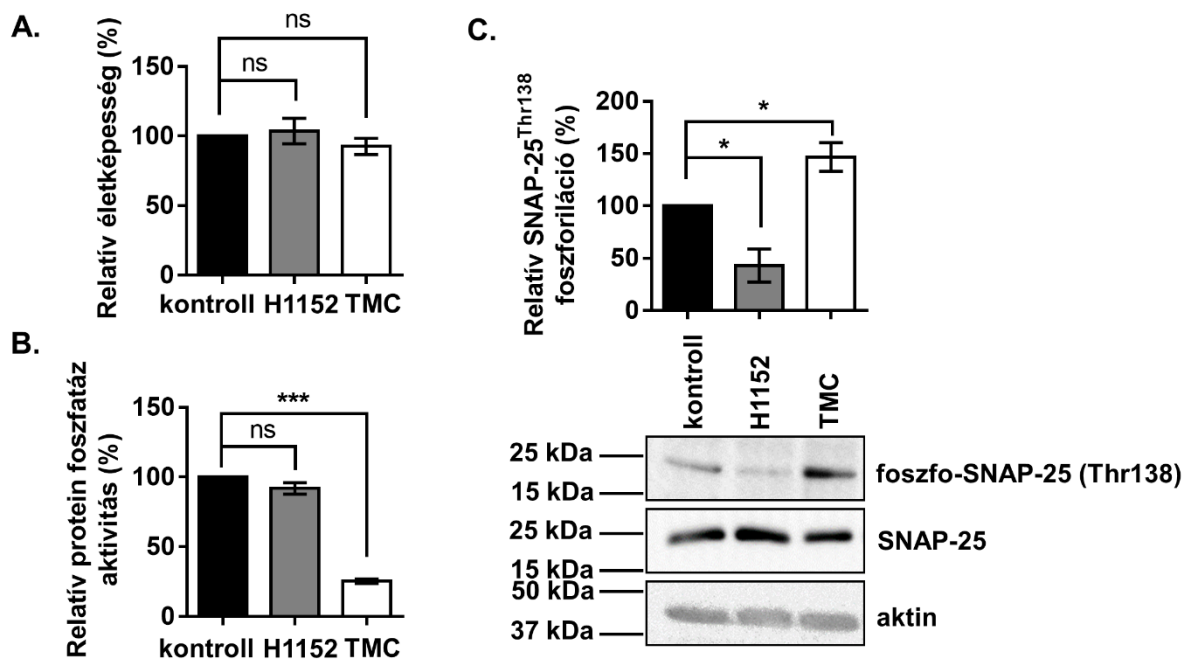 A.
Relatív életképesség (%)
150
100
50
0
ns
ns
kontroll H1152 TMC
B.
Relatív protein foszfatáz
aktivitás (%)
150
100
50
0
***
ns
kontroll H1152 TMC
C.
Relatív SNAP-25Thr138
foszforiláció (%)
200
150
100
50
0
*
*
kontroll
H1152
TMC
25 kDa
15 kDa
foszfo-SNAP-25 (Thr138)
25 kDa
15 kDa
SNAP-25
50 kDa
37 kDa
aktin